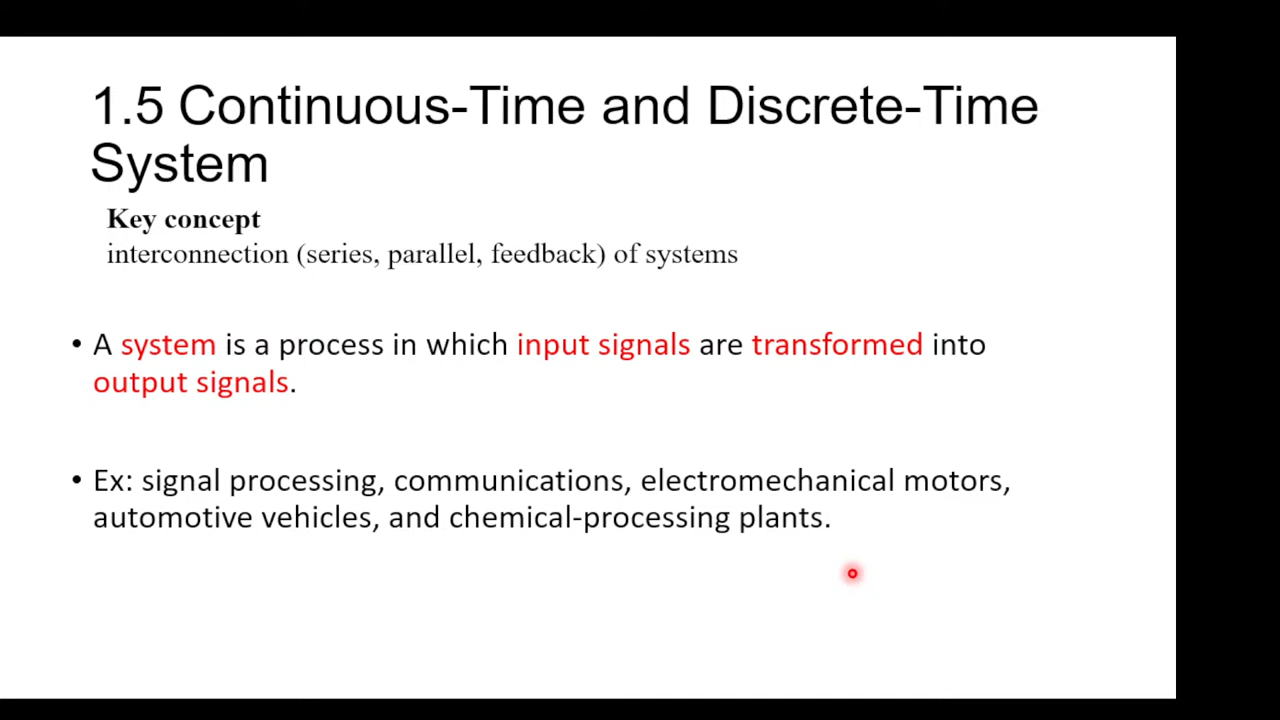 1.5 Continuous-Time and Discrete-Time
System
Key concept
interconnection (series, parallel, feedback) of systems
• A system is a process in which input signals are transformed into
output signals.
• Ex: signal processing, communications, electromechanical motors,
automotive vehicles, and chemical-processing plants.